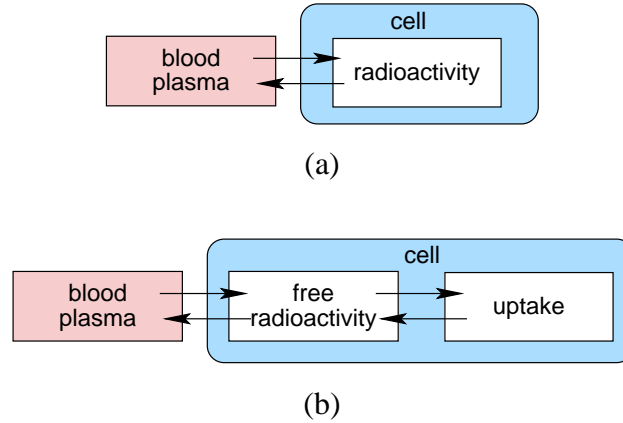 cell
blood
plasma
radioactivity
(a)
cell
blood
plasma
free
radioactivity
uptake
(b)